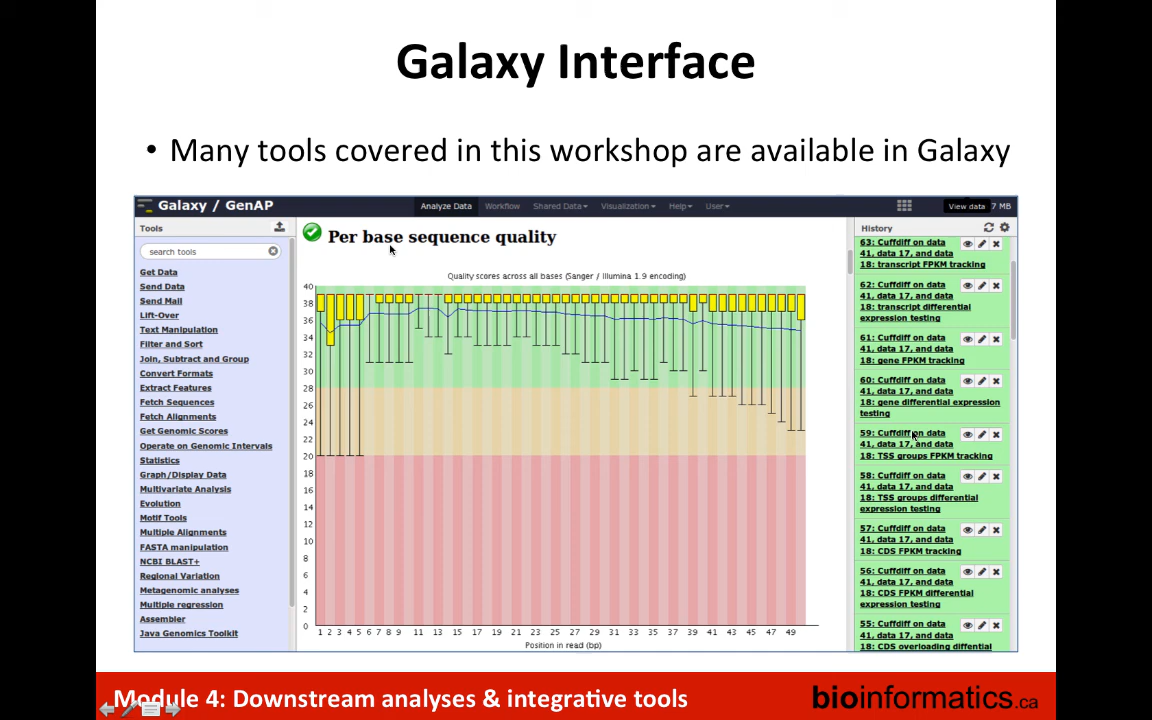 Galaxy Interface
• Many tools covered in this workshop are available in Galaxy
Galaxy / GenAP
Analyze Data
Workflow
Shared Data
Visualization
Help
User
View data
7 MB
Tools
search tools
Get Data
Send Data
Send Mail
Lift-Over
Text Manipulation
Filter and Sort
Join, Subtract and Group
Convert Formats
Extract Features
Fetch Sequences
Fetch Alignments
Get Genomic Scores
Operate on Genomic Intervals
Statistics
Graph/Display Data
Multivariate Analysis
Evolution
Motif Tools
Multiple Alignments
FASTA manipulation
NCBI BLAST+
Regional Variation
Metagenomic analyses
Multiple regression
Assembler
Java Genomics Toolkit
Per base sequence quality
Quality scores across all bases (Sanger / Illumina 1.9 encoding)
40
38
36
34
32
30
28
26
24
22
20
18
16
14
12
10
8
6
4
2
0
1 2 3 4 5 6 7 8 9 11 13 15 17 19 21 23 25 27 29 31 33 35 37 39 41 43 45 47 49
Position in read (bp)
History
63: Cuffdiff on data
41, data 17, and data
18: transcript FPKM tracking
62: Cuffdiff on data
41, data 17, and data
18: transcript differential
expression testing
61: Cuffdiff on data
41, data 17, and data
18: gene FPKM tracking
60: Cuffdiff on data
41, data 17, and data
18: gene differential expression
testing
59: Cuffdiff on data
41, data 17, and data
18: TSS groups FPKM tracking
58: Cuffdiff on data
41, data 17, and data
18: TSS groups differential
expression testing
57: Cuffdiff on data
41, data 17, and data
18: CDS FPKM tracking
56: Cuffdiff on data
41, data 17, and data
18: CDS FPKM differential
expression testing
55: Cuffdiff on data
41, data 17, and data
18: CDS overloading diffential
Module 4: Downstream analyses & integrative tools
bioinformatics.ca